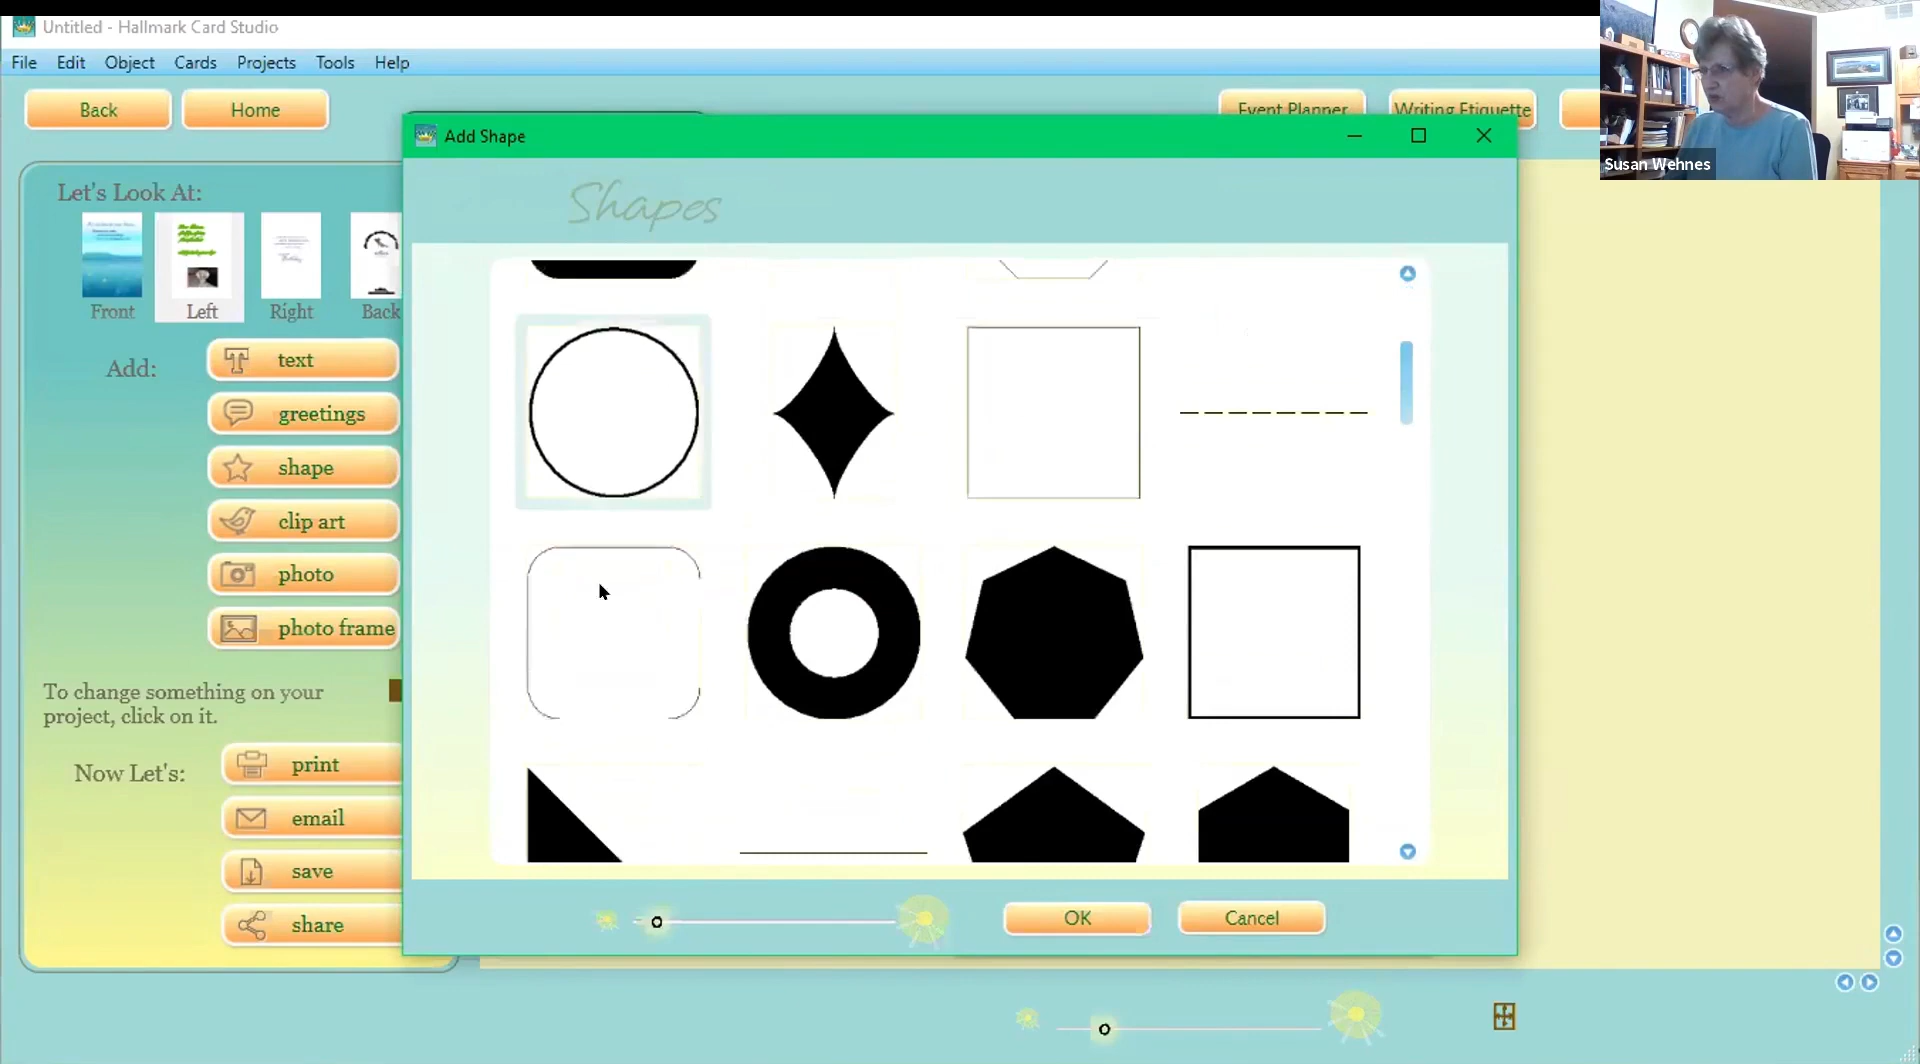 Untitled - Hallmark Card Studio
File Edit Object Cards Projects Tools Help
Back Home Event Planner Writing Etiquette
Add Shape
Susan Wehnes
Shapes
Let's Look At:
Front Left Right Back
Add:
text
greetings
shape
clip art
photo
photo frame
To change something on your
project, click on it.
Now Let's:
print
email
save
share
OK Cancel